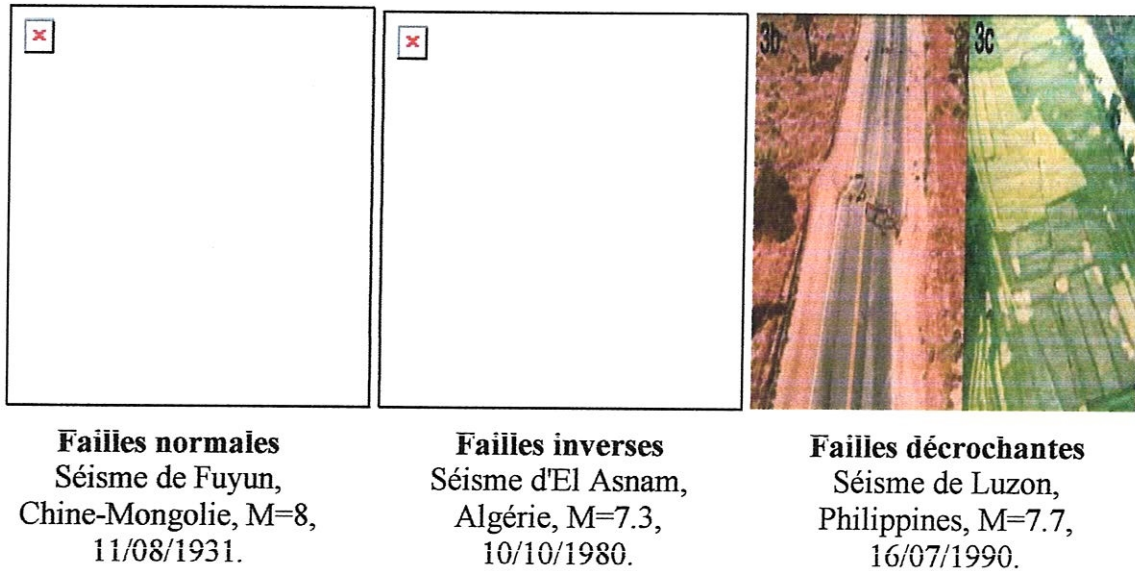 3b
3c
Failles normales
Séisme de Fuyun,
Chine-Mongolie, M=8,
11/08/1931.
Failles inverses
Séisme d'El Asnam,
Algérie, M=7.3,
10/10/1980.
Failles décrochantes
Séisme de Luzon,
Philippines, M=7.7,
16/07/1990.